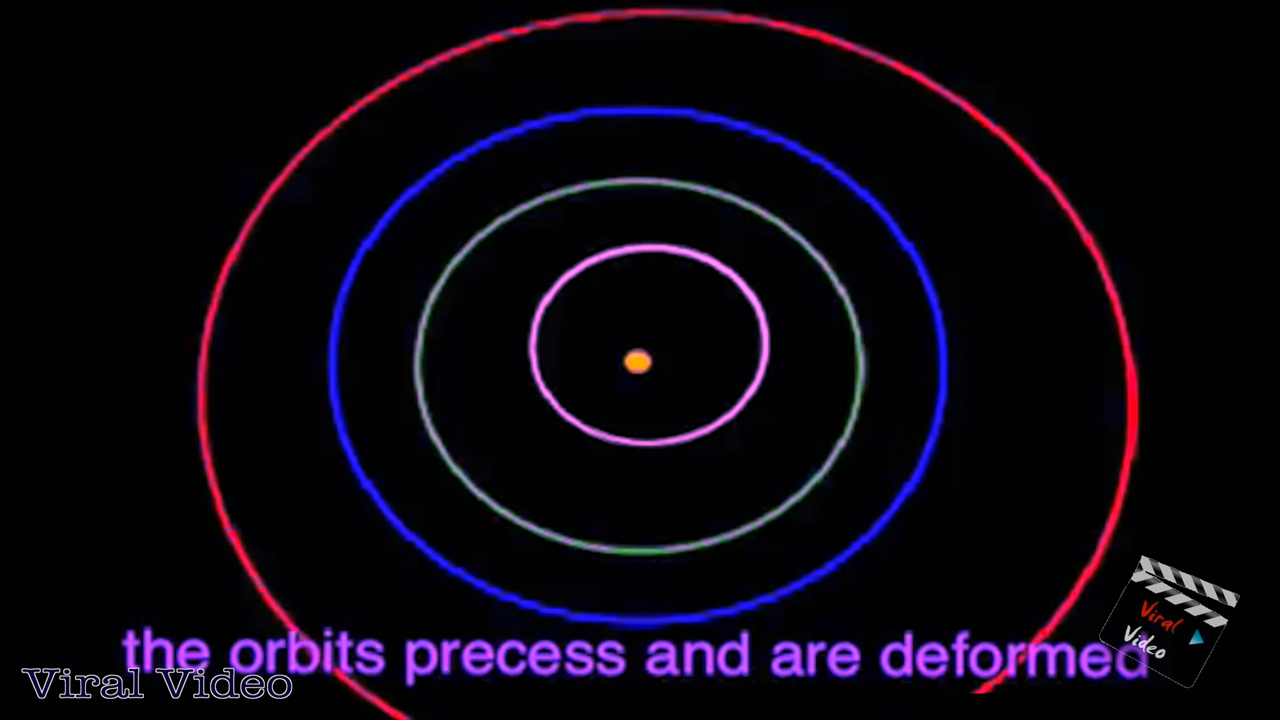 the orbits precess and are deformed
Viral Video
Viral
Video